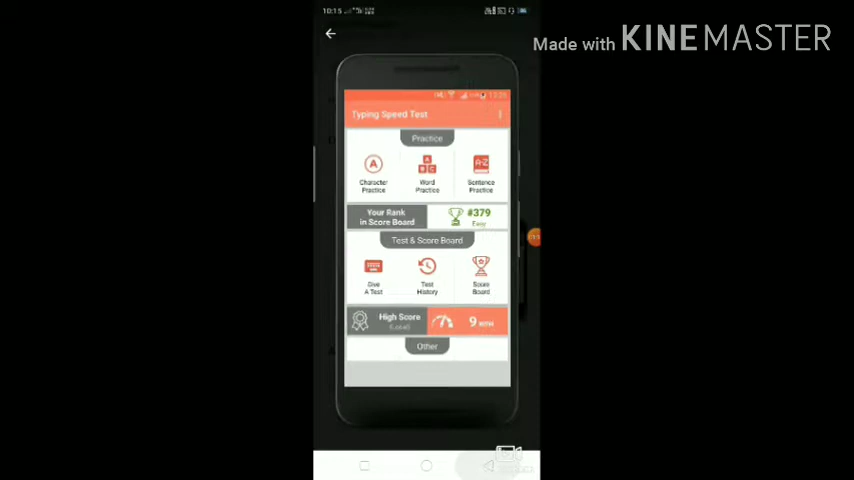 10:15
Made with KINEMASTER
Typing Speed Test
Practice
Character
Practice
Word
Practice
Sentence
Practice
Your Rank
in Score Board
#379
Easy
Test & Score Board
Give
A Test
Test
History
Score
Board
High Score
(Local)
9 WPM
Other